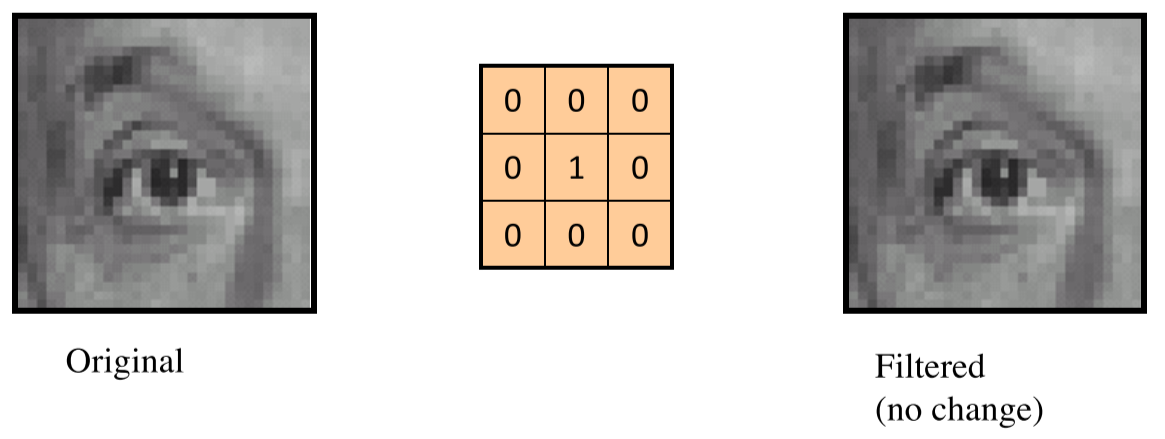 0 0 0
0 1 0
0 0 0
Original
Filtered
(no change)